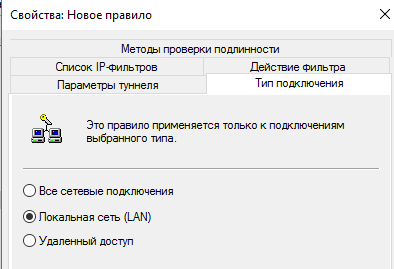 Свойства: Новое правило
Методы проверки подлинности
Список IP-фильтров
Действие фильтра
Параметры туннеля
Тип подключения
Это правило применяется только к подключениям
выбранного типа.
Все сетевые подключения
Локальная сеть (LAN)
Удаленный доступ